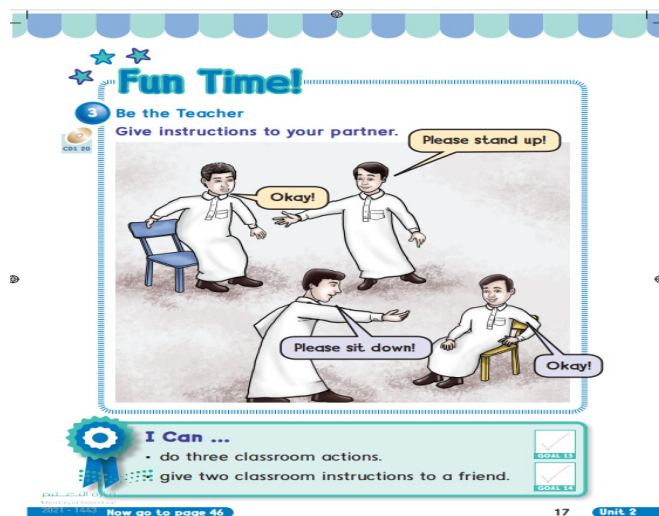 Fun Time!
3 Be the Teacher
Give instructions to your partner.
CD1 20
Please stand up!
Okay!
Please sit down!
Okay!
I Can ...
• do three classroom actions.
GOAL 13
• give two classroom instructions to a friend.
GOAL 14
وزارة التعليم
Ministry of Education
2021 - 1443
Now go to page 46
17
Unit 2